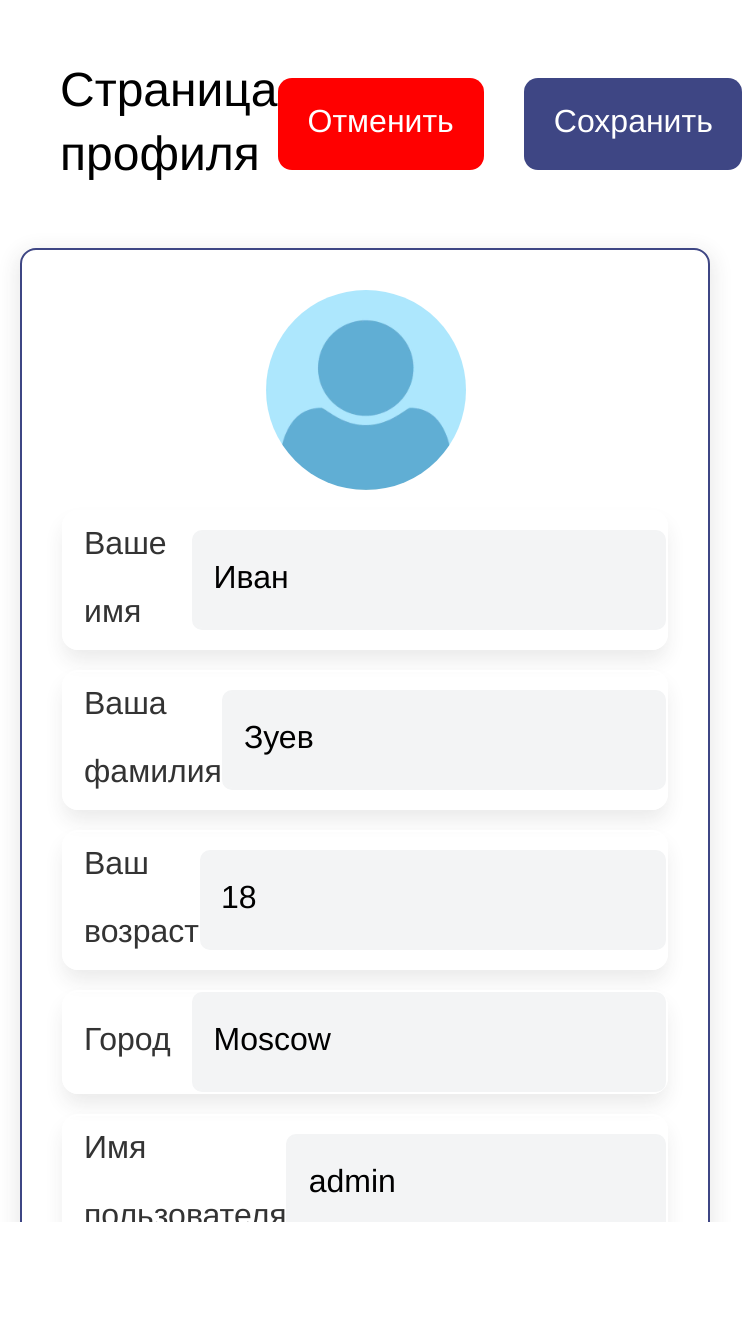 Страница
профиля
Отменить
Сохранить
Ваше
имя
Иван
Ваша
фамилия
Зуев
Ваш
возраст
18
Город
Moscow
Имя
пользователя
admin